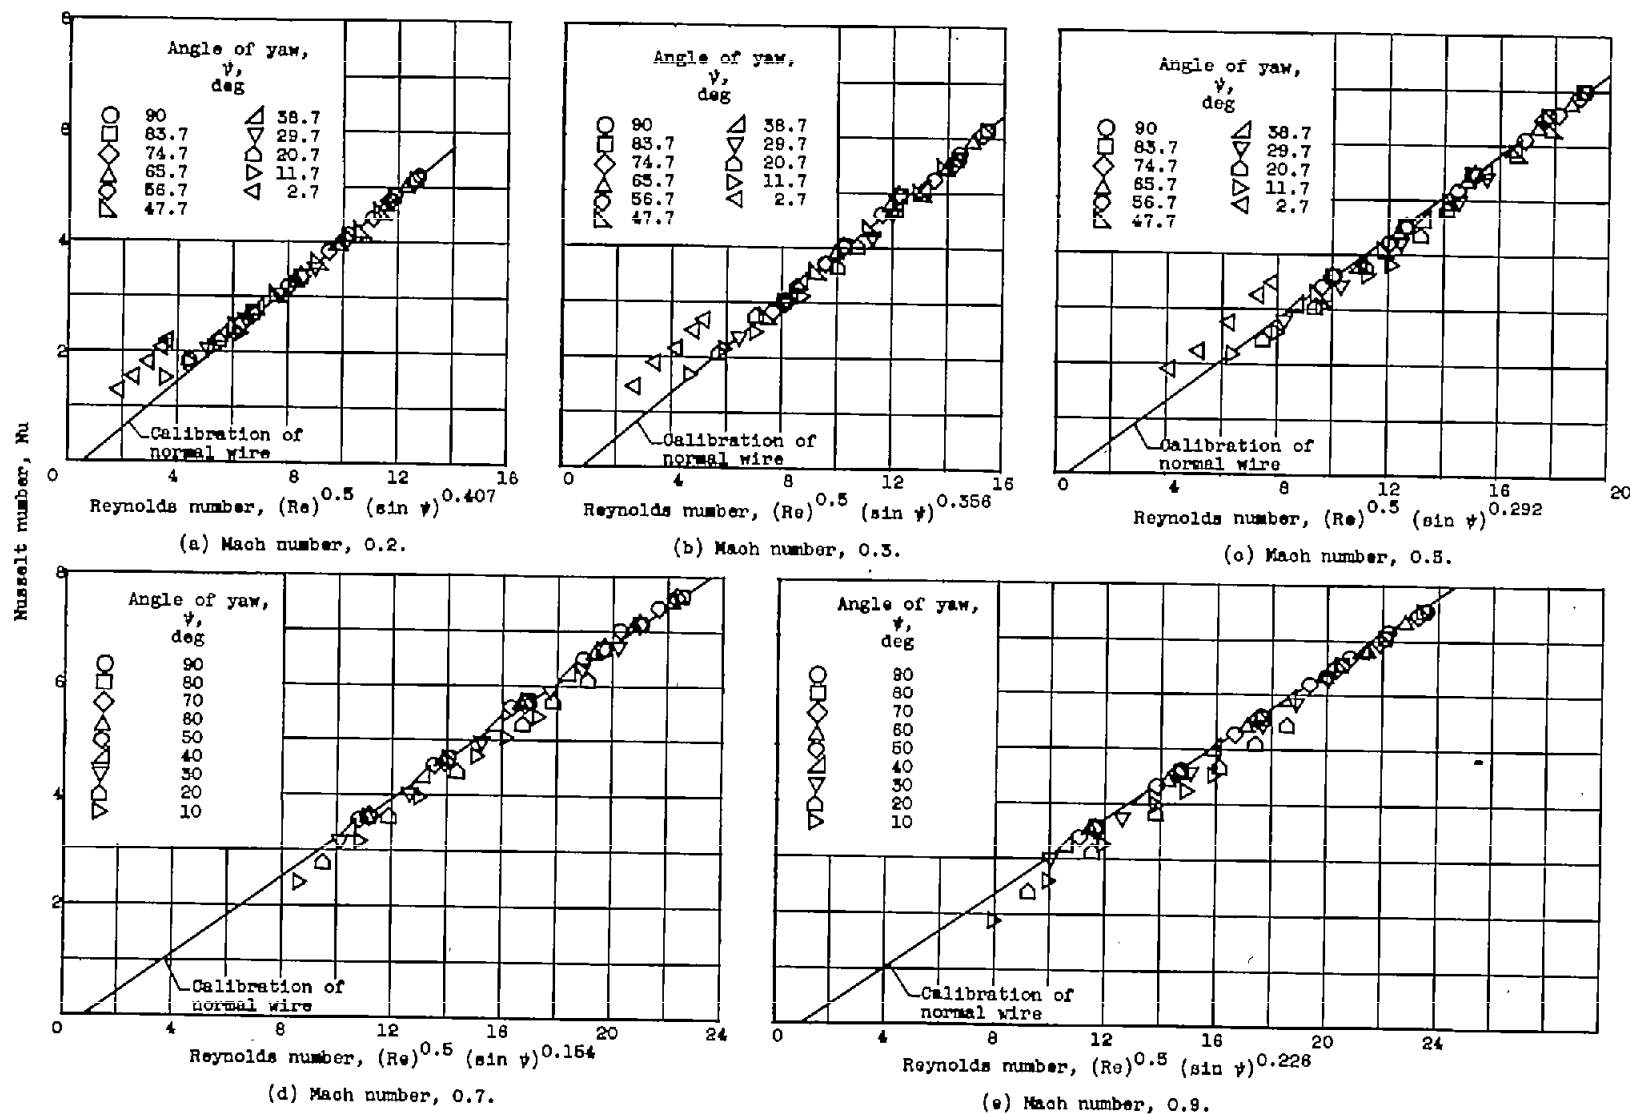 Nusselt number, Nu
8
6
4
2
0
Angle of yaw,
ψ,
deg
90 38.7
83.7 29.7
74.7 20.7
65.7 11.7
56.7 2.7
47.7
Calibration of
normal wire
4 8 12 16
Reynolds number, (Re)^0.5 (sin ψ)^0.407
(a) Mach number, 0.2.
Angle of yaw,
ψ,
deg
90 38.7
83.7 29.7
74.7 20.7
65.7 11.7
56.7 2.7
47.7
Calibration of
normal wire
0 4 8 12 16
Reynolds number, (Re)^0.5 (sin ψ)^0.356
(b) Mach number, 0.3.
Angle of yaw,
ψ,
deg
90 38.7
83.7 29.7
74.7 20.7
65.7 11.7
56.7 2.7
47.7
Calibration of
normal wire
0 4 8 12 16 20
Reynolds number, (Re)^0.5 (sin ψ)^0.292
(c) Mach number, 0.5.
8
6
4
2
Angle of yaw,
ψ,
deg
90
80
70
60
50
40
30
20
10
Calibration of
normal wire
0 4 8 12 16 20 24
Reynolds number, (Re)^0.5 (sin ψ)^0.154
(d) Mach number, 0.7.
Angle of yaw,
ψ,
deg
90
80
70
60
50
40
30
20
10
Calibration of
normal wire
0 4 8 12 16 20 24
Reynolds number, (Re)^0.5 (sin ψ)^0.226
(e) Mach number, 0.9.